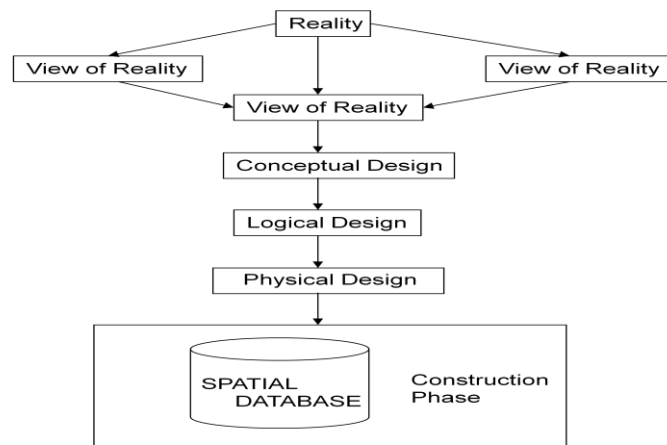 Reality
View of Reality
View of Reality
View of Reality
Conceptual Design
Logical Design
Physical Design
SPATIAL
DATABASE
Construction
Phase